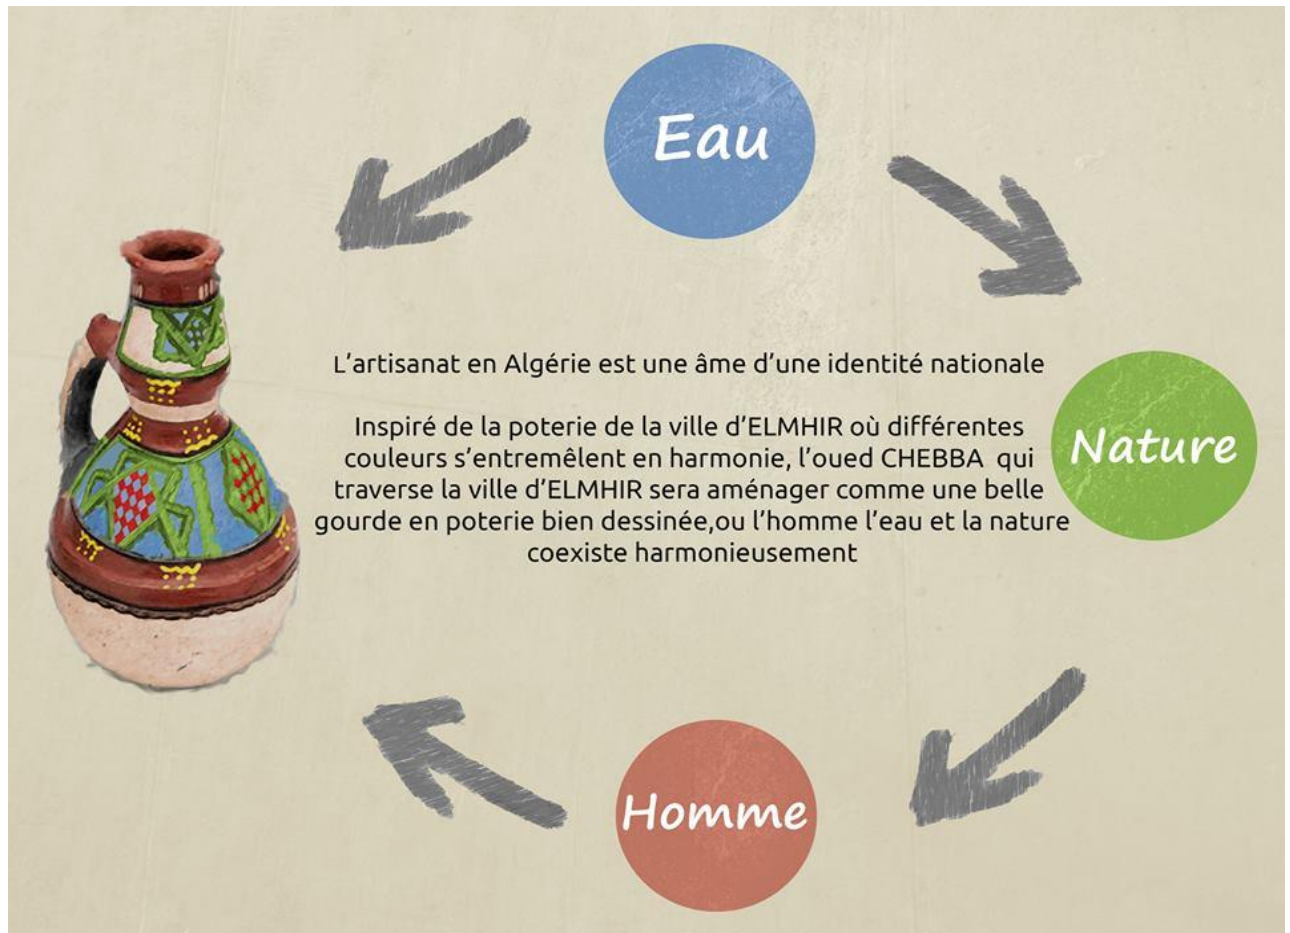 Eau
L'artisanat en Algérie est une âme d'une identité nationale
Inspiré de la poterie de la ville d'ELMHIR où différentes
couleurs s'entremêlent en harmonie, l'oued CHEBBA qui
traverse la ville d'ELMHIR sera aménager comme une belle
gourde en poterie bien dessinée,ou l'homme l'eau et la nature
coexiste harmonieusement
Nature
Homme